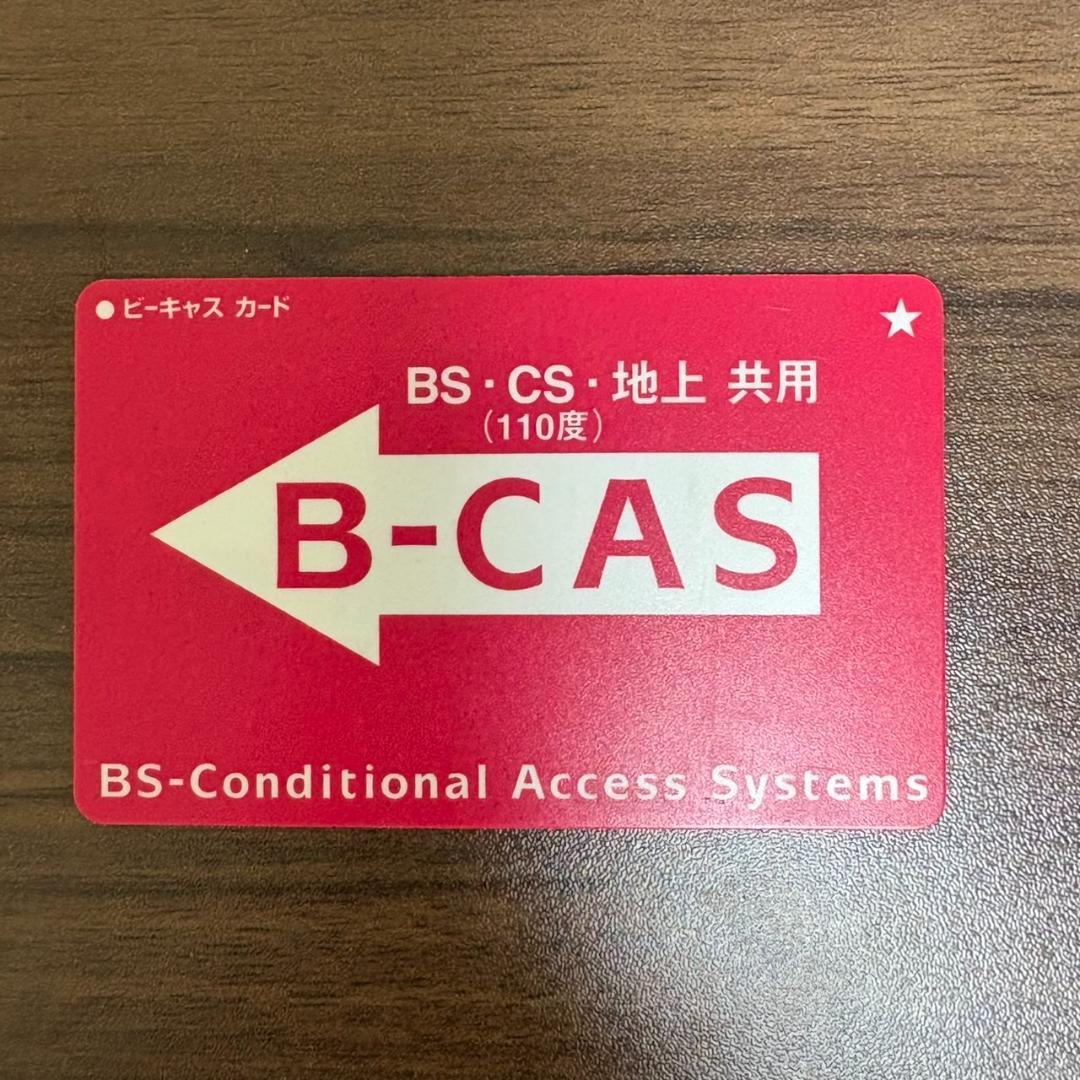 ● ビーキャス カード
★
BS・CS・地上 共用
（110度）
B-CAS
BS-Conditional Access Systems